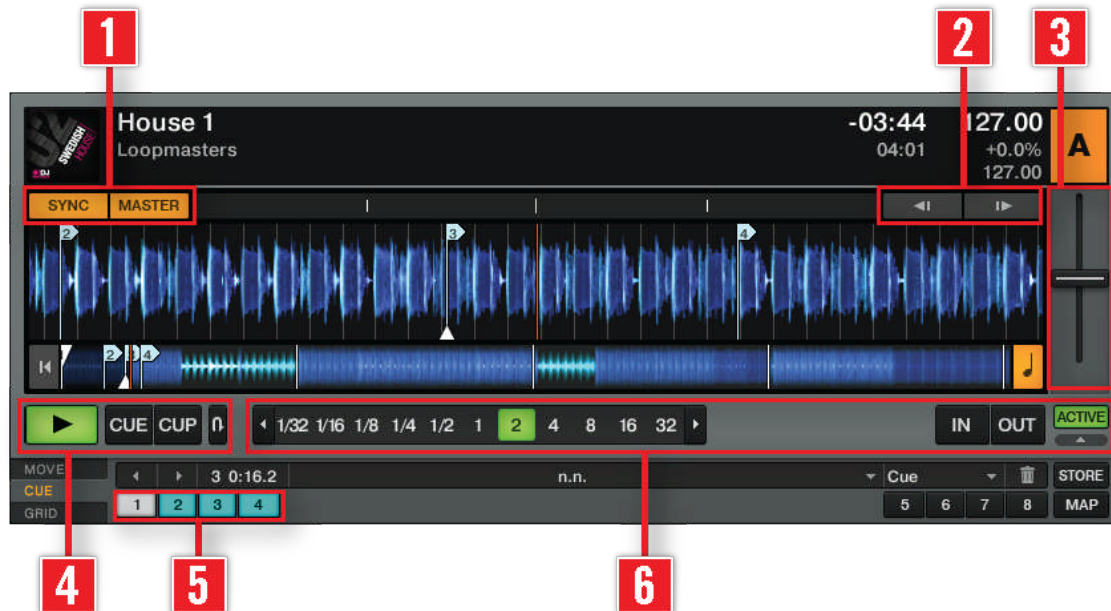 1
2
3
SWEDISH
HOUSE
DJ
House 1
-03:44
127.00
A
Loopmasters
04:01
+0.0%
127.00
SYNC
MASTER
2
3
4
2
4
CUE
CUP
1/32
1/16
1/8
1/4
1/2
1
2
4
8
16
32
IN
OUT
ACTIVE
MOVE
CUE
GRID
3 0:16.2
n.n.
Cue
STORE
1
2
3
4
5
6
7
8
MAP
4
5
6